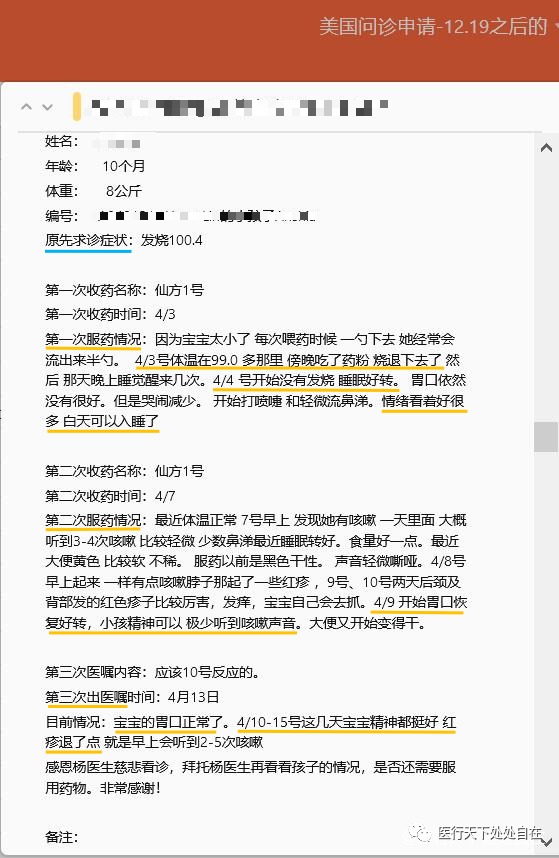 美国问诊申请-12.19之后的
姓名：
年龄： 10个月
体重： 8公斤
编号：
原先求诊症状：发烧100.4
第一次收药名称：仙方1号
第一次收药时间：4/3
第一次服药情况：因为宝宝太小了 每次喂药时候 一勺下去 她经常会
流出来半勺。 4/3号体温在99.0 多那里 傍晚吃了药粉 烧退下去了 然
后 那天晚上睡觉醒来几次。4/4 号开始没有发烧 睡眠好转。 胃口依然
没有很好。但是哭闹减少。 开始打喷嚏 和轻微流鼻涕。情绪看着好很
多 白天可以入睡了
第二次收药名称：仙方1号
第二次收药时间：4/7
第二次服药情况：最近体温正常 7号早上 发现她有咳嗽 一天里面 大概
听到3-4次咳嗽 比较轻微 少数鼻涕最近睡眠转好。食量好一点。最近
大便黄色 比较软 不稀。 服药以前是黑色干性。 声音轻微嘶哑。4/8号
早上起来 一样有点咳嗽脖子那起了一些红疹 ，9号、10号两天后颈及
背部发的红色疹子比较厉害，发痒，宝宝自己会去抓。4/9 开始胃口恢
复好转，小孩精神可以 极少听到咳嗽声音。大便又开始变得干。
第三次医嘱内容：应该10号反应的。
第三次出医嘱时间：4月13日
目前情况：宝宝的胃口正常了。4/10-15号这几天宝宝精神都挺好 红
疹退了点 就是早上会听到2-5次咳嗽
感恩杨医生慈悲看诊，拜托杨医生再看看孩子的情况，是否还需要服
用药物。非常感谢！
备注：
医行天下处处自在